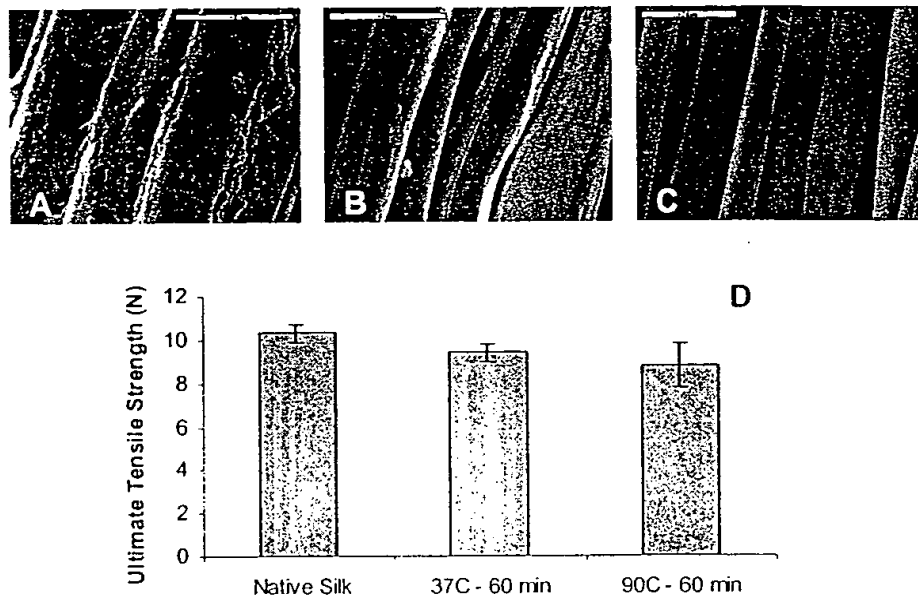 A
B
C
D
Ultimate Tensile Strength (N)
12
10
8
6
4
2
0
Native Silk
37C - 60 min
90C - 60 min